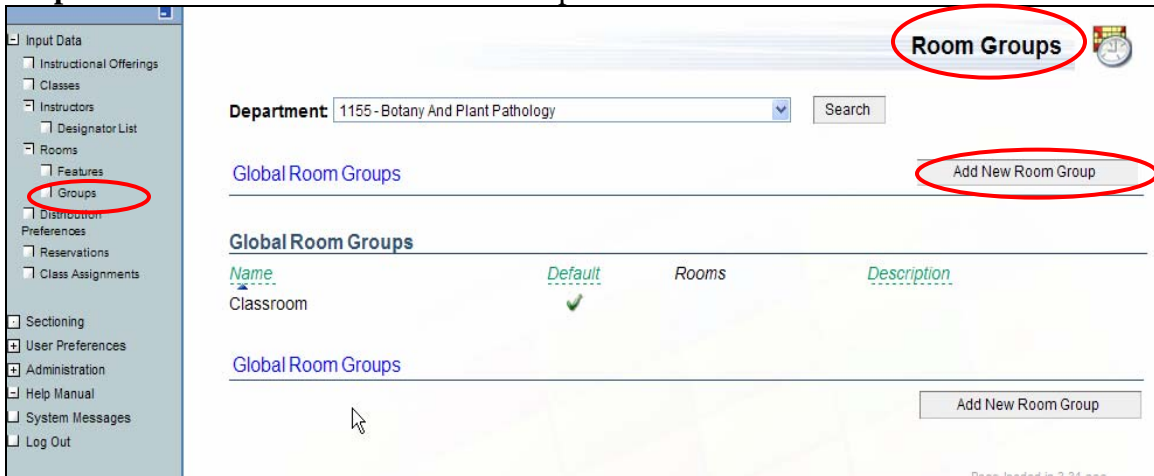 Input Data
Instructional Offerings
Classes
Instructors
Designator List
Rooms
Features
Groups
Distribution
Preferences
Reservations
Class Assignments
Sectioning
User Preferences
Administration
Help Manual
System Messages
Log Out
Room Groups
Department: 1155 - Botany And Plant Pathology Search
Global Room Groups Add New Room Group
Global Room Groups
Name Default Rooms Description
Classroom
Global Room Groups
Add New Room Group